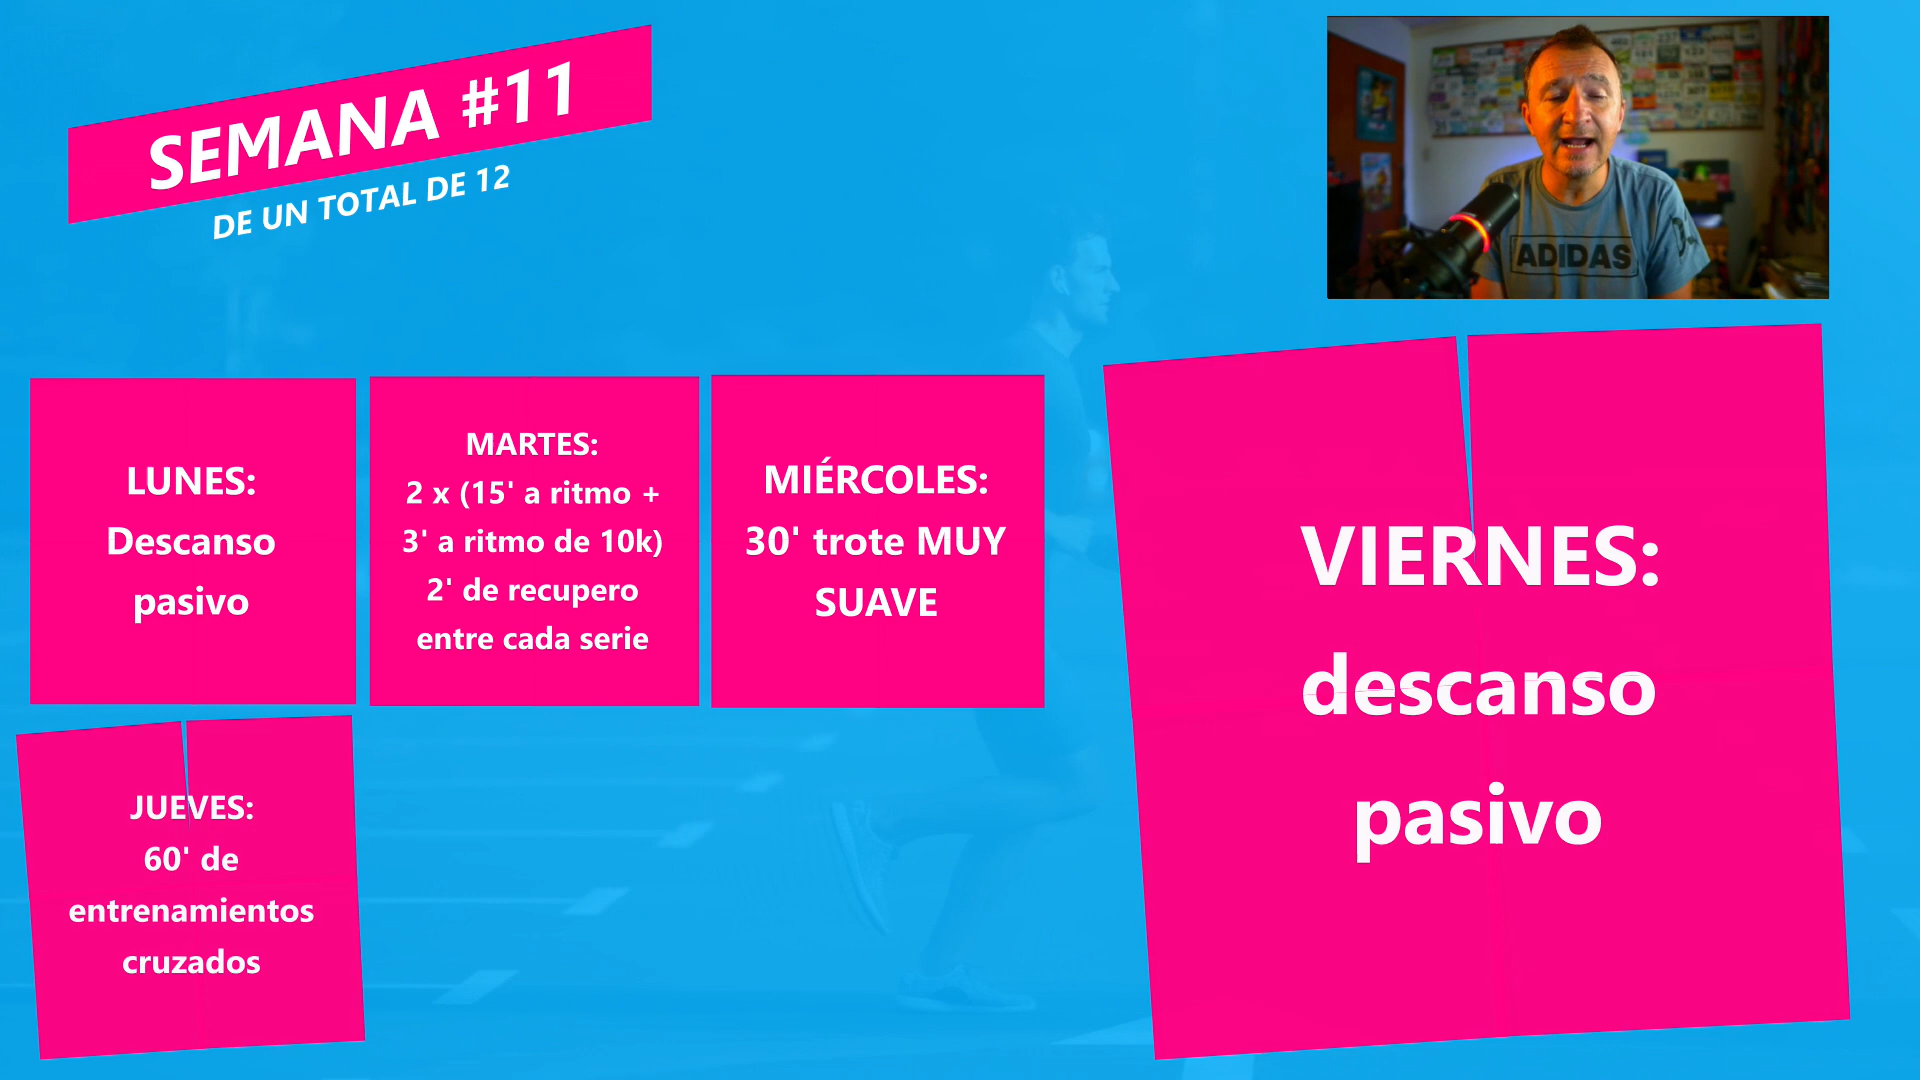 SEMANA #11
DE UN TOTAL DE 12
ADIDAS
LUNES:
Descanso
pasivo
MARTES:
2 x (15' a ritmo +
3' a ritmo de 10k)
2' de recupero
entre cada serie
MIÉRCOLES:
30' trote MUY
SUAVE
JUEVES:
60' de
entrenamientos
cruzados
VIERNES:
descanso
pasivo